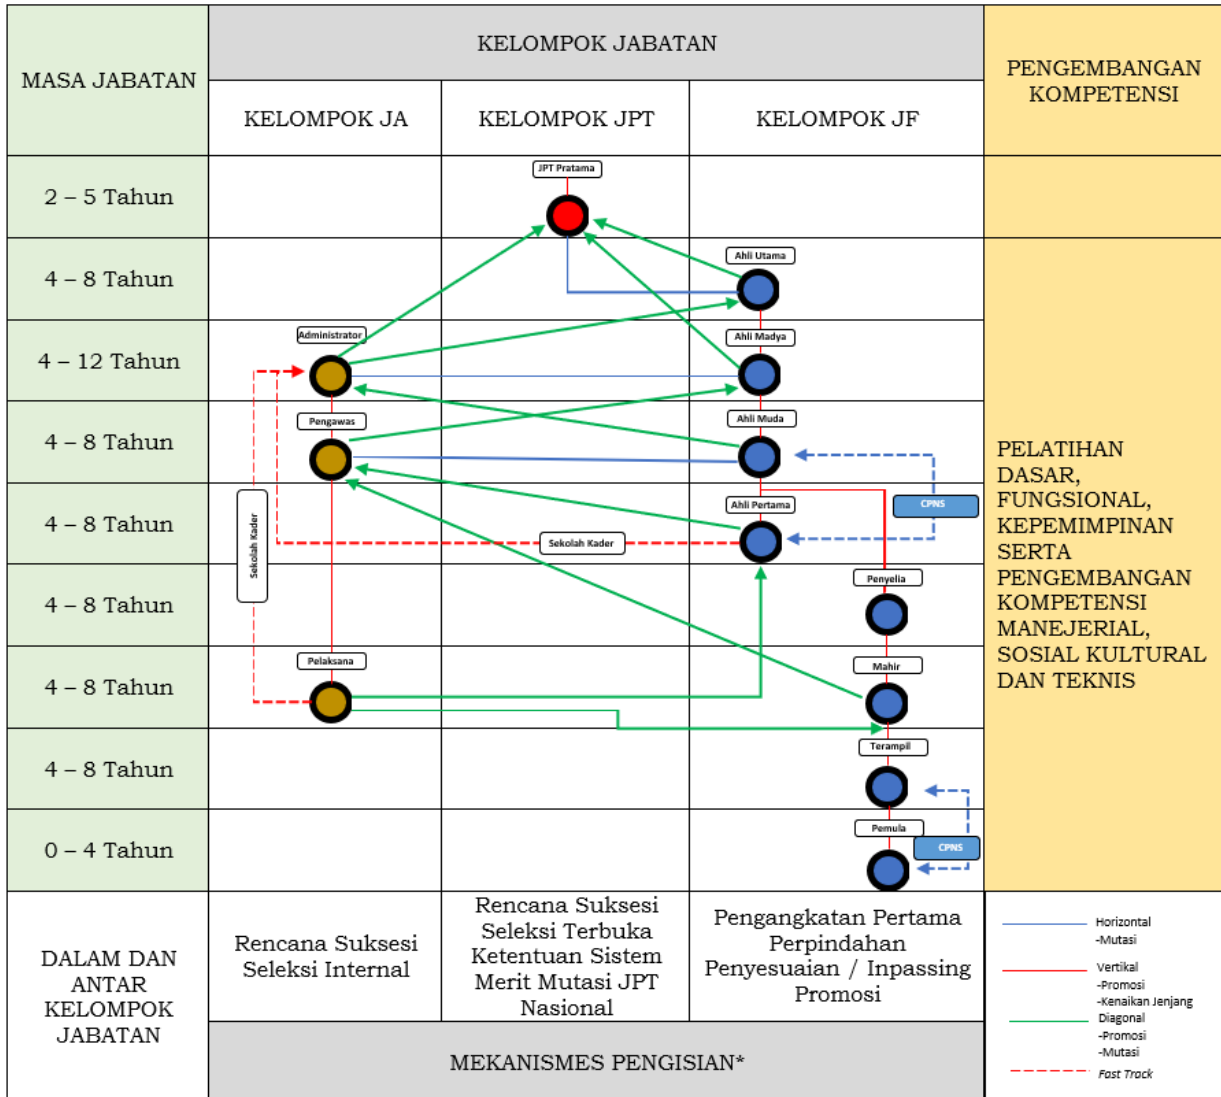 MASA JABATAN
KELOMPOK JABATAN
PENGEMBANGAN
KOMPETENSI
KELOMPOK JA
KELOMPOK JPT
KELOMPOK JF
2 – 5 Tahun
JPT Pratama
4 – 8 Tahun
Ahli Utama
4 – 12 Tahun
Administrator
Ahli Madya
4 – 8 Tahun
Pengawas
Ahli Muda
4 – 8 Tahun
Sekolah Kader
Sekolah Kader
Ahli Pertama
CPNS
4 – 8 Tahun
Penyelia
4 – 8 Tahun
Pelaksana
Mahir
4 – 8 Tahun
Terampil
0 – 4 Tahun
Pemula
CPNS
PELATIHAN
DASAR,
FUNGSIONAL,
KEPEMIMPINAN
SERTA
PENGEMBANGAN
KOMPETENSI
MANEJERIAL,
SOSIAL KULTURAL
DAN TEKNIS
DALAM DAN
ANTAR
KELOMPOK
JABATAN
Rencana Suksesi
Seleksi Internal
Rencana Suksesi
Seleksi Terbuka
Ketentuan Sistem
Merit Mutasi JPT
Nasional
Pengangkatan Pertama
Perpindahan
Penyesuaian / Inpassing
Promosi
MEKANISMES PENGISIAN*
Horizontal
-Mutasi
Vertikal
-Promosi
-Kenaikan Jenjang
Diagonal
-Promosi
-Mutasi
Fast Track